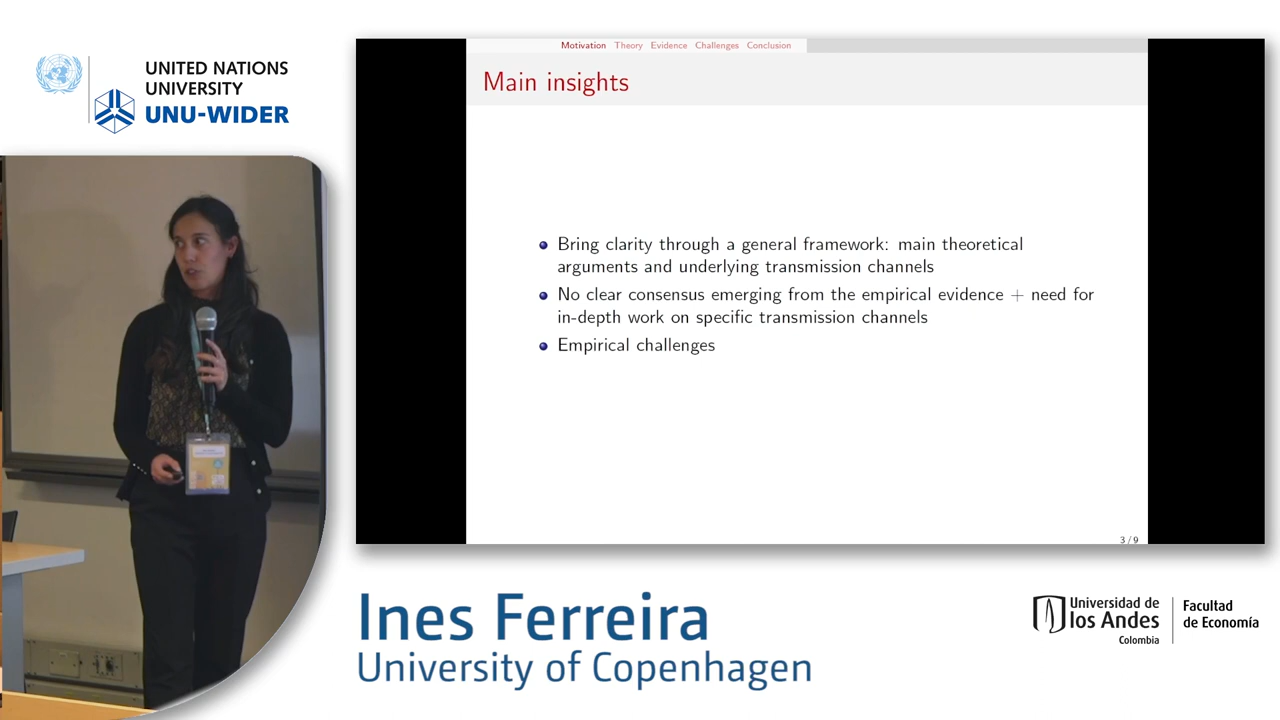 UNITED NATIONS
UNIVERSITY
UNU-WIDER
Motivation Theory Evidence Challenges Conclusion
Main insights
Bring clarity through a general framework: main theoretical
arguments and underlying transmission channels
No clear consensus emerging from the empirical evidence + need for
in-depth work on specific transmission channels
Empirical challenges
3 / 9
Ines Ferreira
University of Copenhagen
Universidad de
los Andes
Colombia
Facultad
de Economía